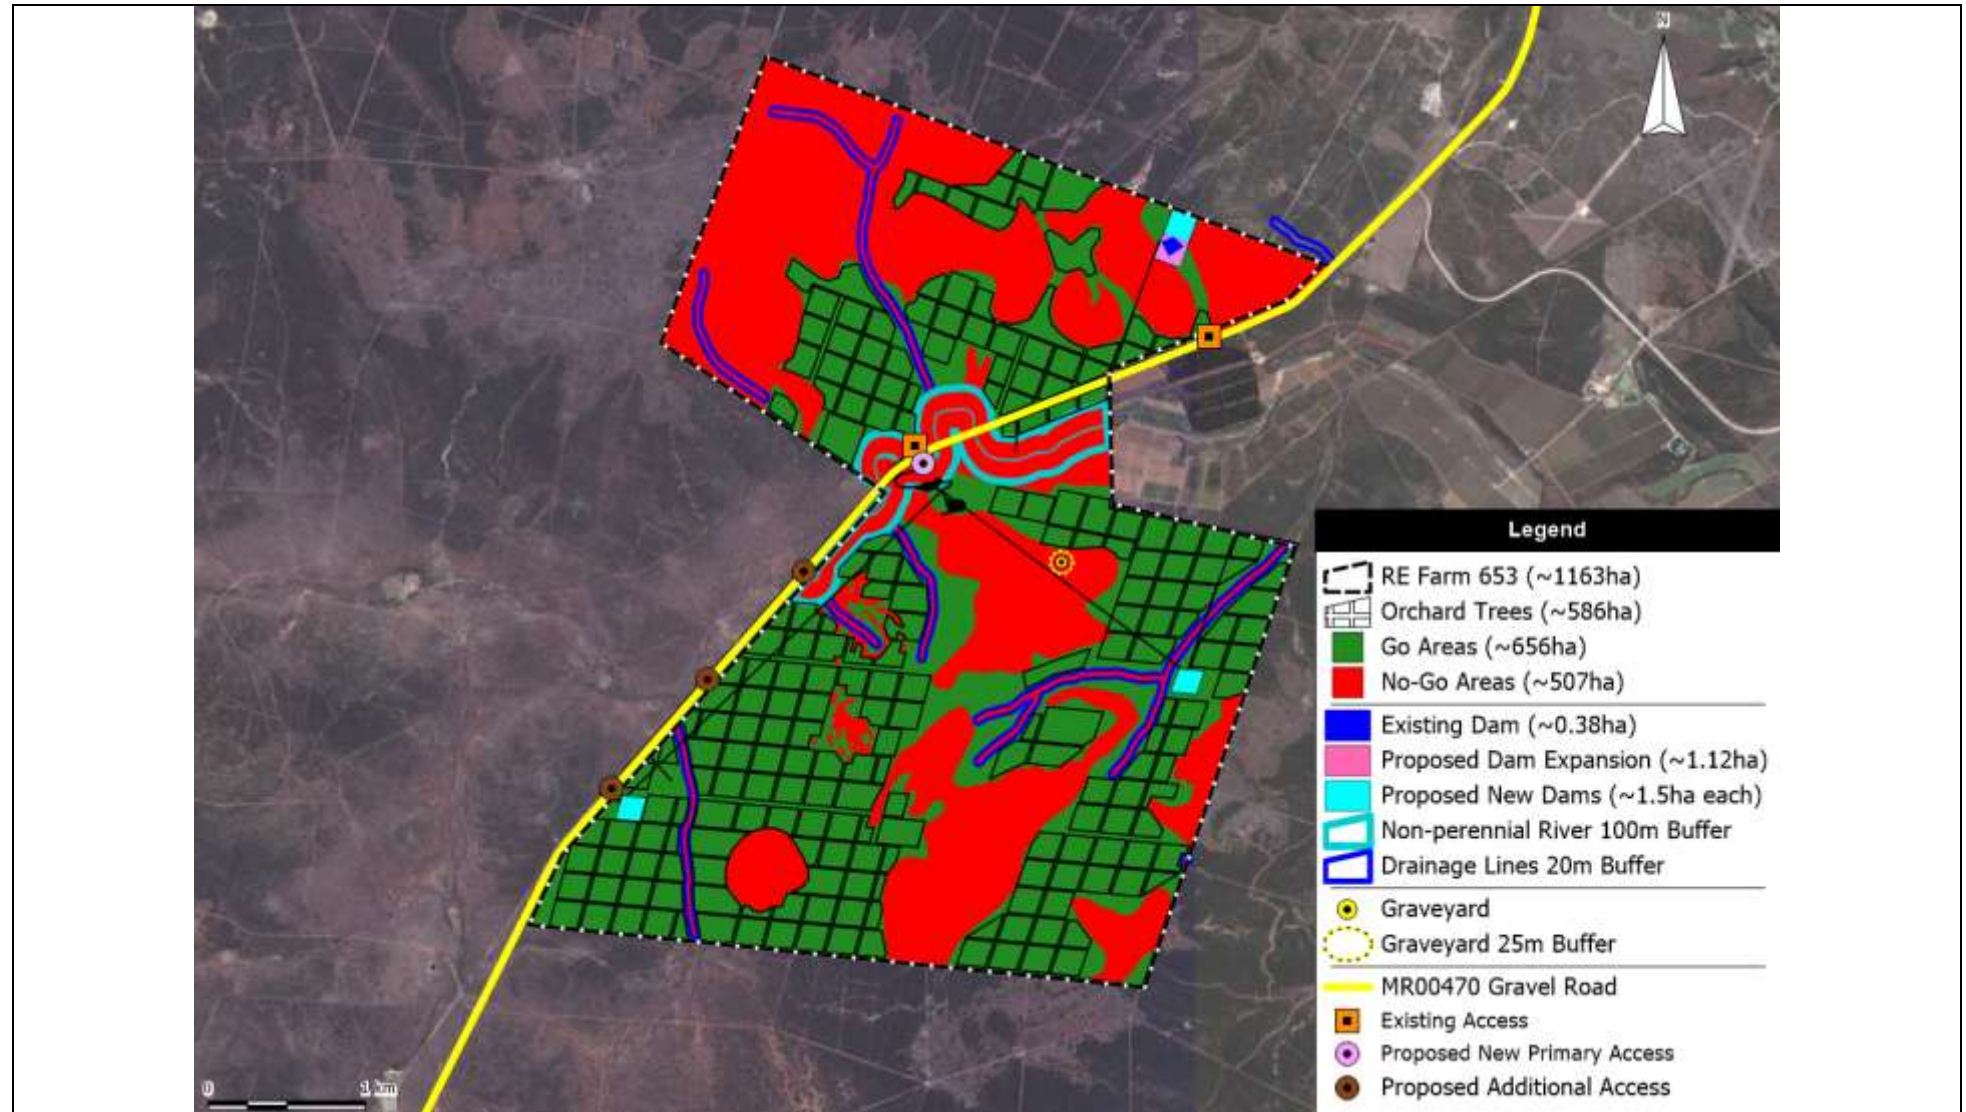 N
Legend
RE Farm 653 (~1163ha)
Orchard Trees (~586ha)
Go Areas (~656ha)
No-Go Areas (~507ha)
Existing Dam (~0.38ha)
Proposed Dam Expansion (~1.12ha)
Proposed New Dams (~1.5ha each)
Non-perennial River 100m Buffer
Drainage Lines 20m Buffer
Graveyard
Graveyard 25m Buffer
MR00470 Gravel Road
Existing Access
Proposed New Primary Access
Proposed Additional Access
0 1 km